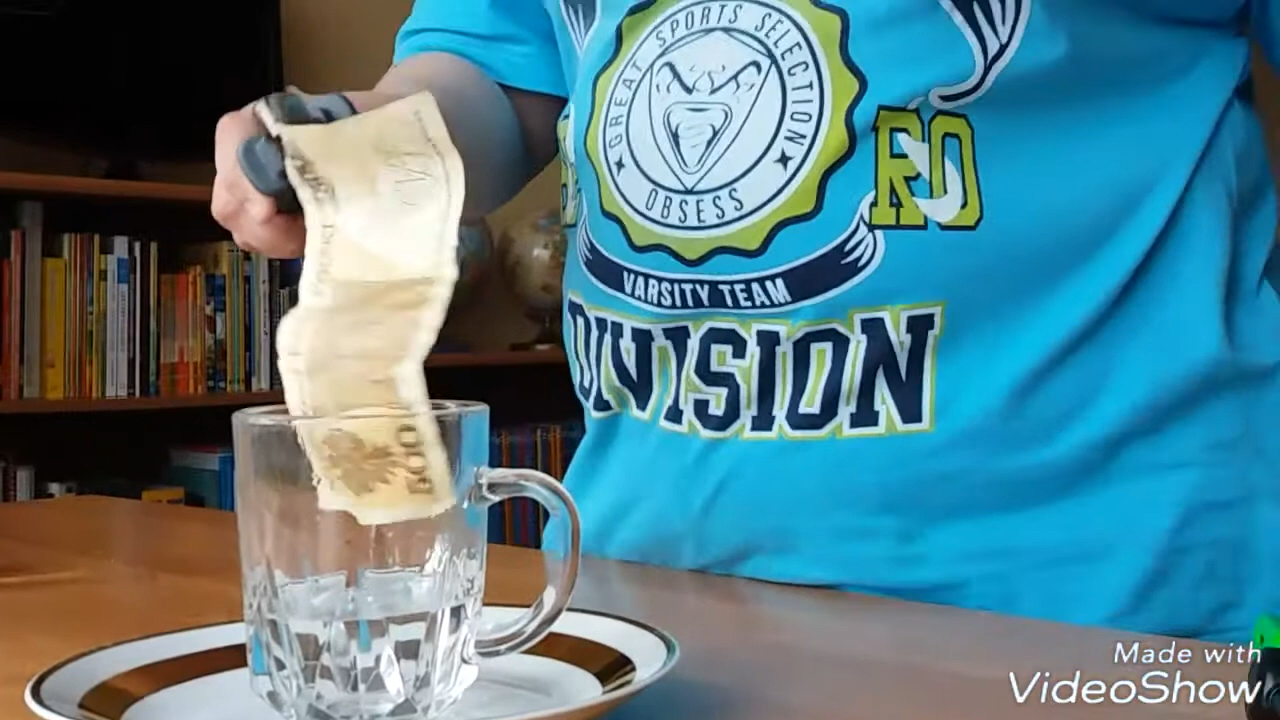 GREAT SPORTS SELECTION
OBSESS
RO
VARSITY TEAM
DIVISION
Made with
VideoShow